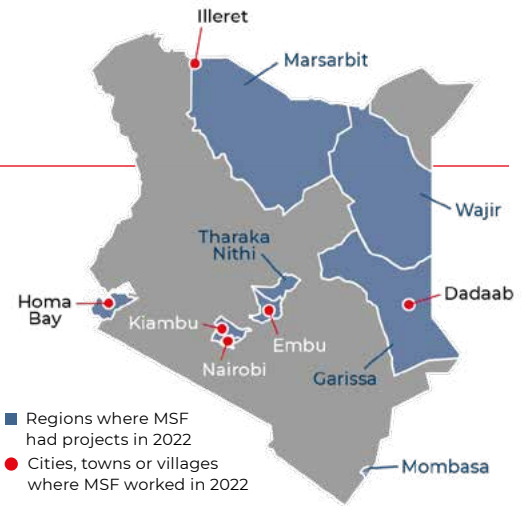 Illeret
Marsarbit
Wajir
Tharaka
Nithi
Dadaab
Homa
Bay
Kiambu
Embu
Nairobi
Garissa
Regions where MSF
had projects in 2022
Cities, towns or villages
where MSF worked in 2022
Mombasa